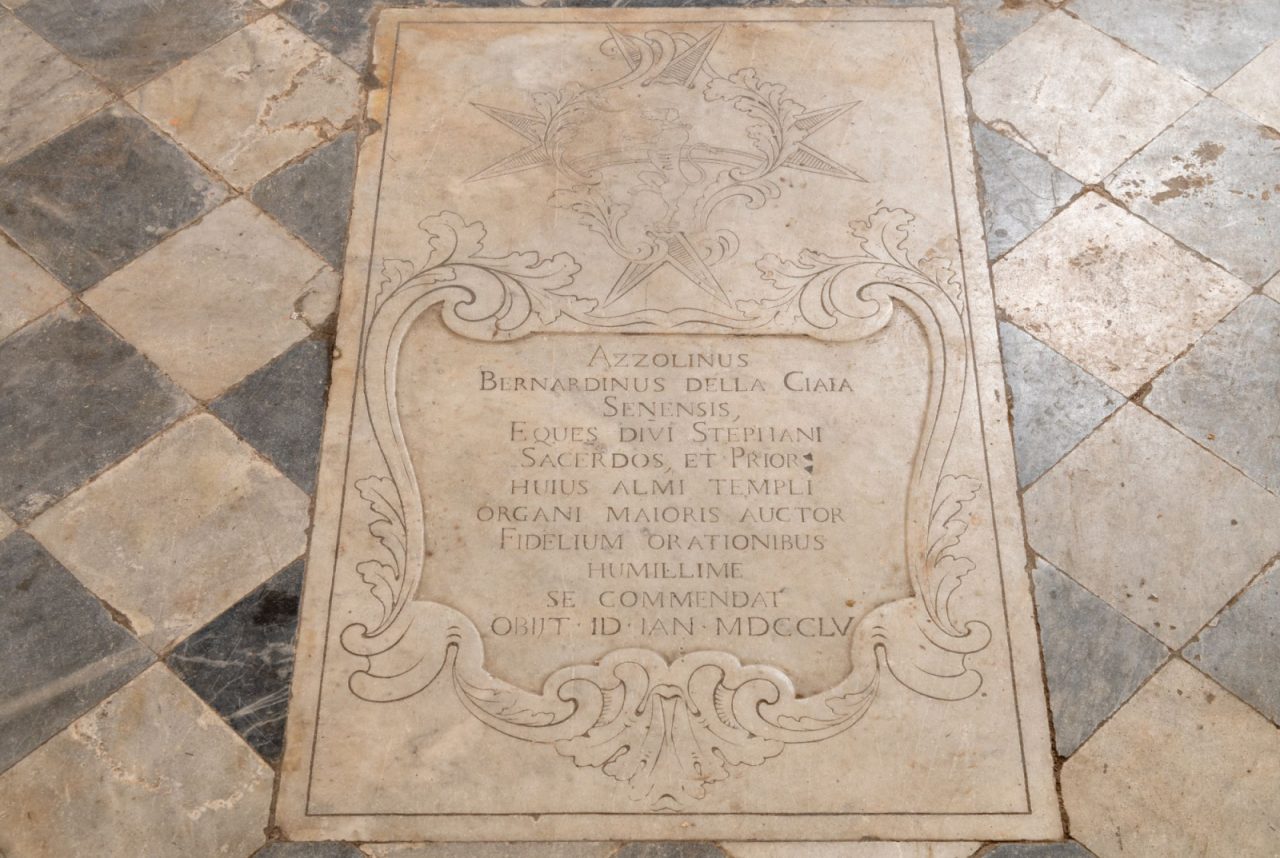 AZZOLINUS
BERNARDINUS DELLA CIAIA
SENENSIS,
EQUES DIVI STEPHANI
SACERDOS, ET PRIOR
HUIUS ALMI TEMPLI
ORGANI MAIORIS AUCTOR
FIDELIUM ORATIONIBUS
HUMILLIME
SE COMMENDAT
OBIJT · ID · IAN · MDCCLV